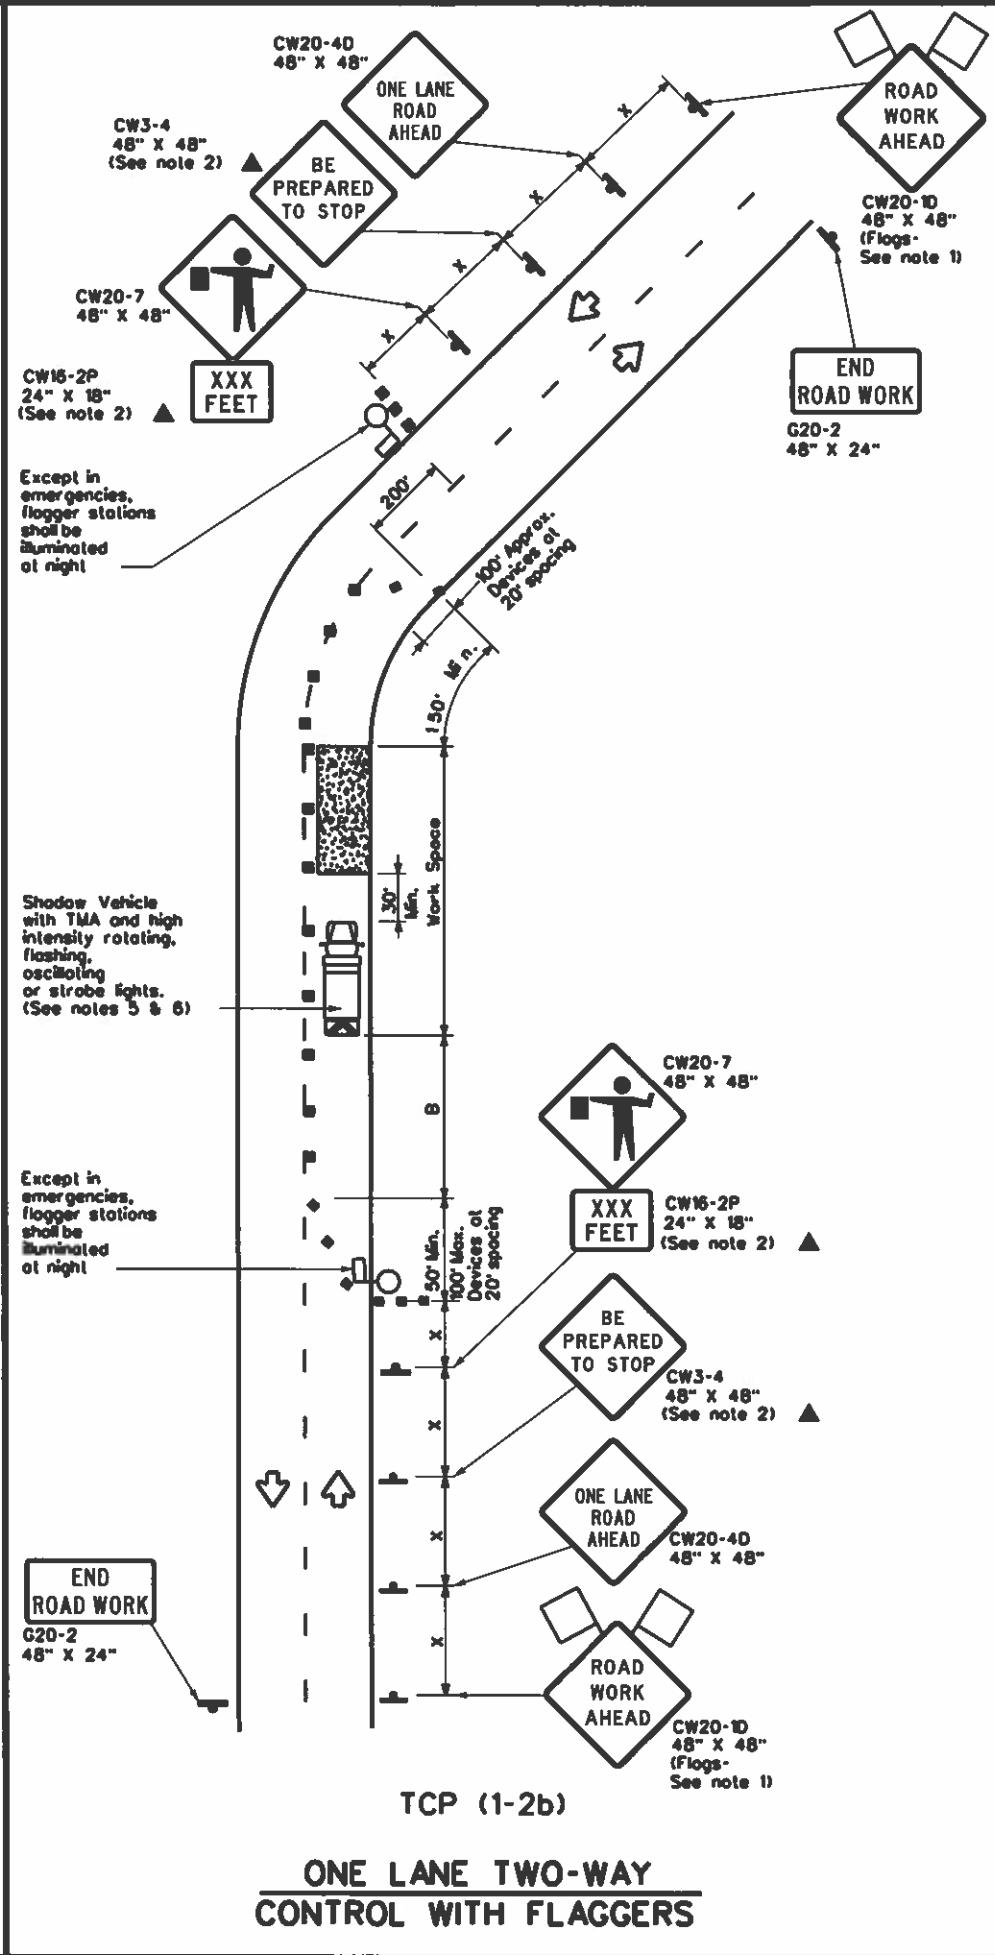 CW20-4D
48" X 48"
ONE LANE
ROAD
AHEAD
ROAD
WORK
AHEAD
CW20-1D
48" X 48"
(Flags-
See note 1)
CW3-4
48" X 48"
(See note 2)
BE
PREPARED
TO STOP
X
X
X
X
CW20-7
48" X 48"
XXX
FEET
CW16-2P
24" X 18"
(See note 2)
END
ROAD WORK
G20-2
48" X 24"
Except in
emergencies,
flagger stations
shall be
illuminated
at night
200'
100' Approx.
Devices at
20' spacing
150' Min.
Work Space
30'
Min.
Shadow Vehicle
with TMA and high
intensity rotating,
flashing,
oscillating
or strobe lights.
(See notes 5 & 6)
B
CW20-7
48" X 48"
XXX
FEET
CW16-2P
24" X 18"
(See note 2)
Except in
emergencies,
flagger stations
shall be
illuminated
at night
50' Min.
100' Max.
Devices at
20' spacing
X
BE
PREPARED
TO STOP
CW3-4
48" X 48"
(See note 2)
X
ONE LANE
ROAD
AHEAD
CW20-4D
48" X 48"
X
END
ROAD WORK
G20-2
48" X 24"
X
ROAD
WORK
AHEAD
CW20-1D
48" X 48"
(Flags-
See note 1)
TCP (1-2b)
ONE LANE TWO-WAY
CONTROL WITH FLAGGERS